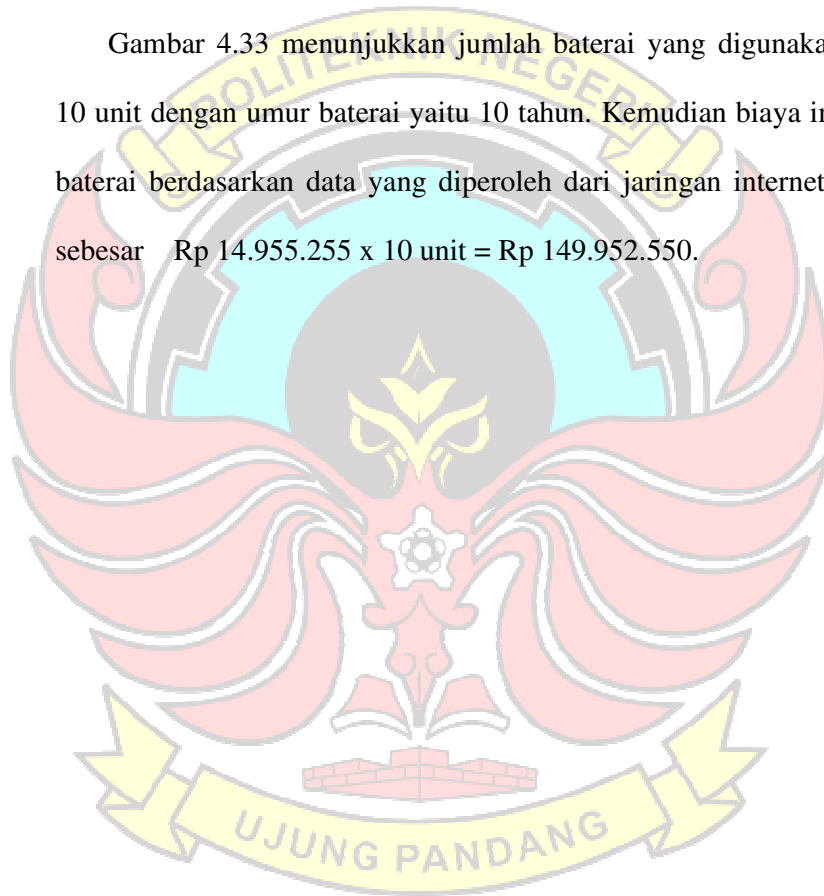 Gambar 4.33 menunjukkan jumlah baterai yang digunaka
10 unit dengan umur baterai yaitu 10 tahun. Kemudian biaya in
baterai berdasarkan data yang diperoleh dari jaringan internet
sebesar Rp 14.955.255 x 10 unit = Rp 149.952.550.
POLITEKNIK NEGERI
UJUNG PANDANG